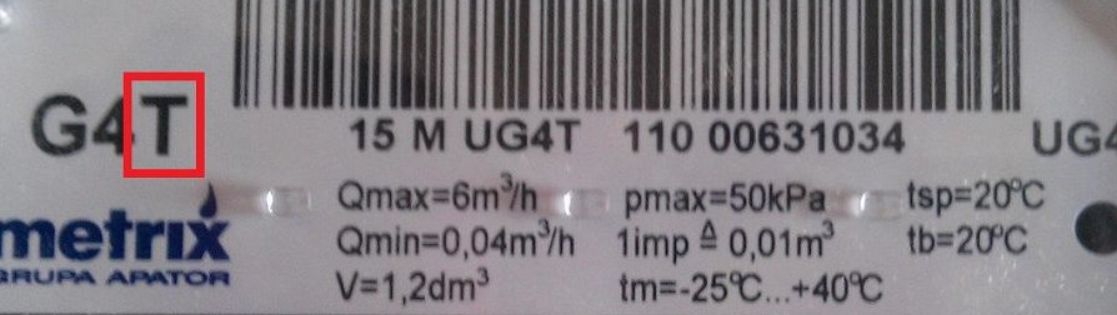 G4T
15 M UG4T 110 00631034 UG4
Qmax=6m³/h pmax=50kPa tsp=20°C
Qmin=0,04m³/h 1imp ≙ 0,01m³ tb=20°C
V=1,2dm³ tm=-25°C...+40°C
metrix
GRUPA APATOR